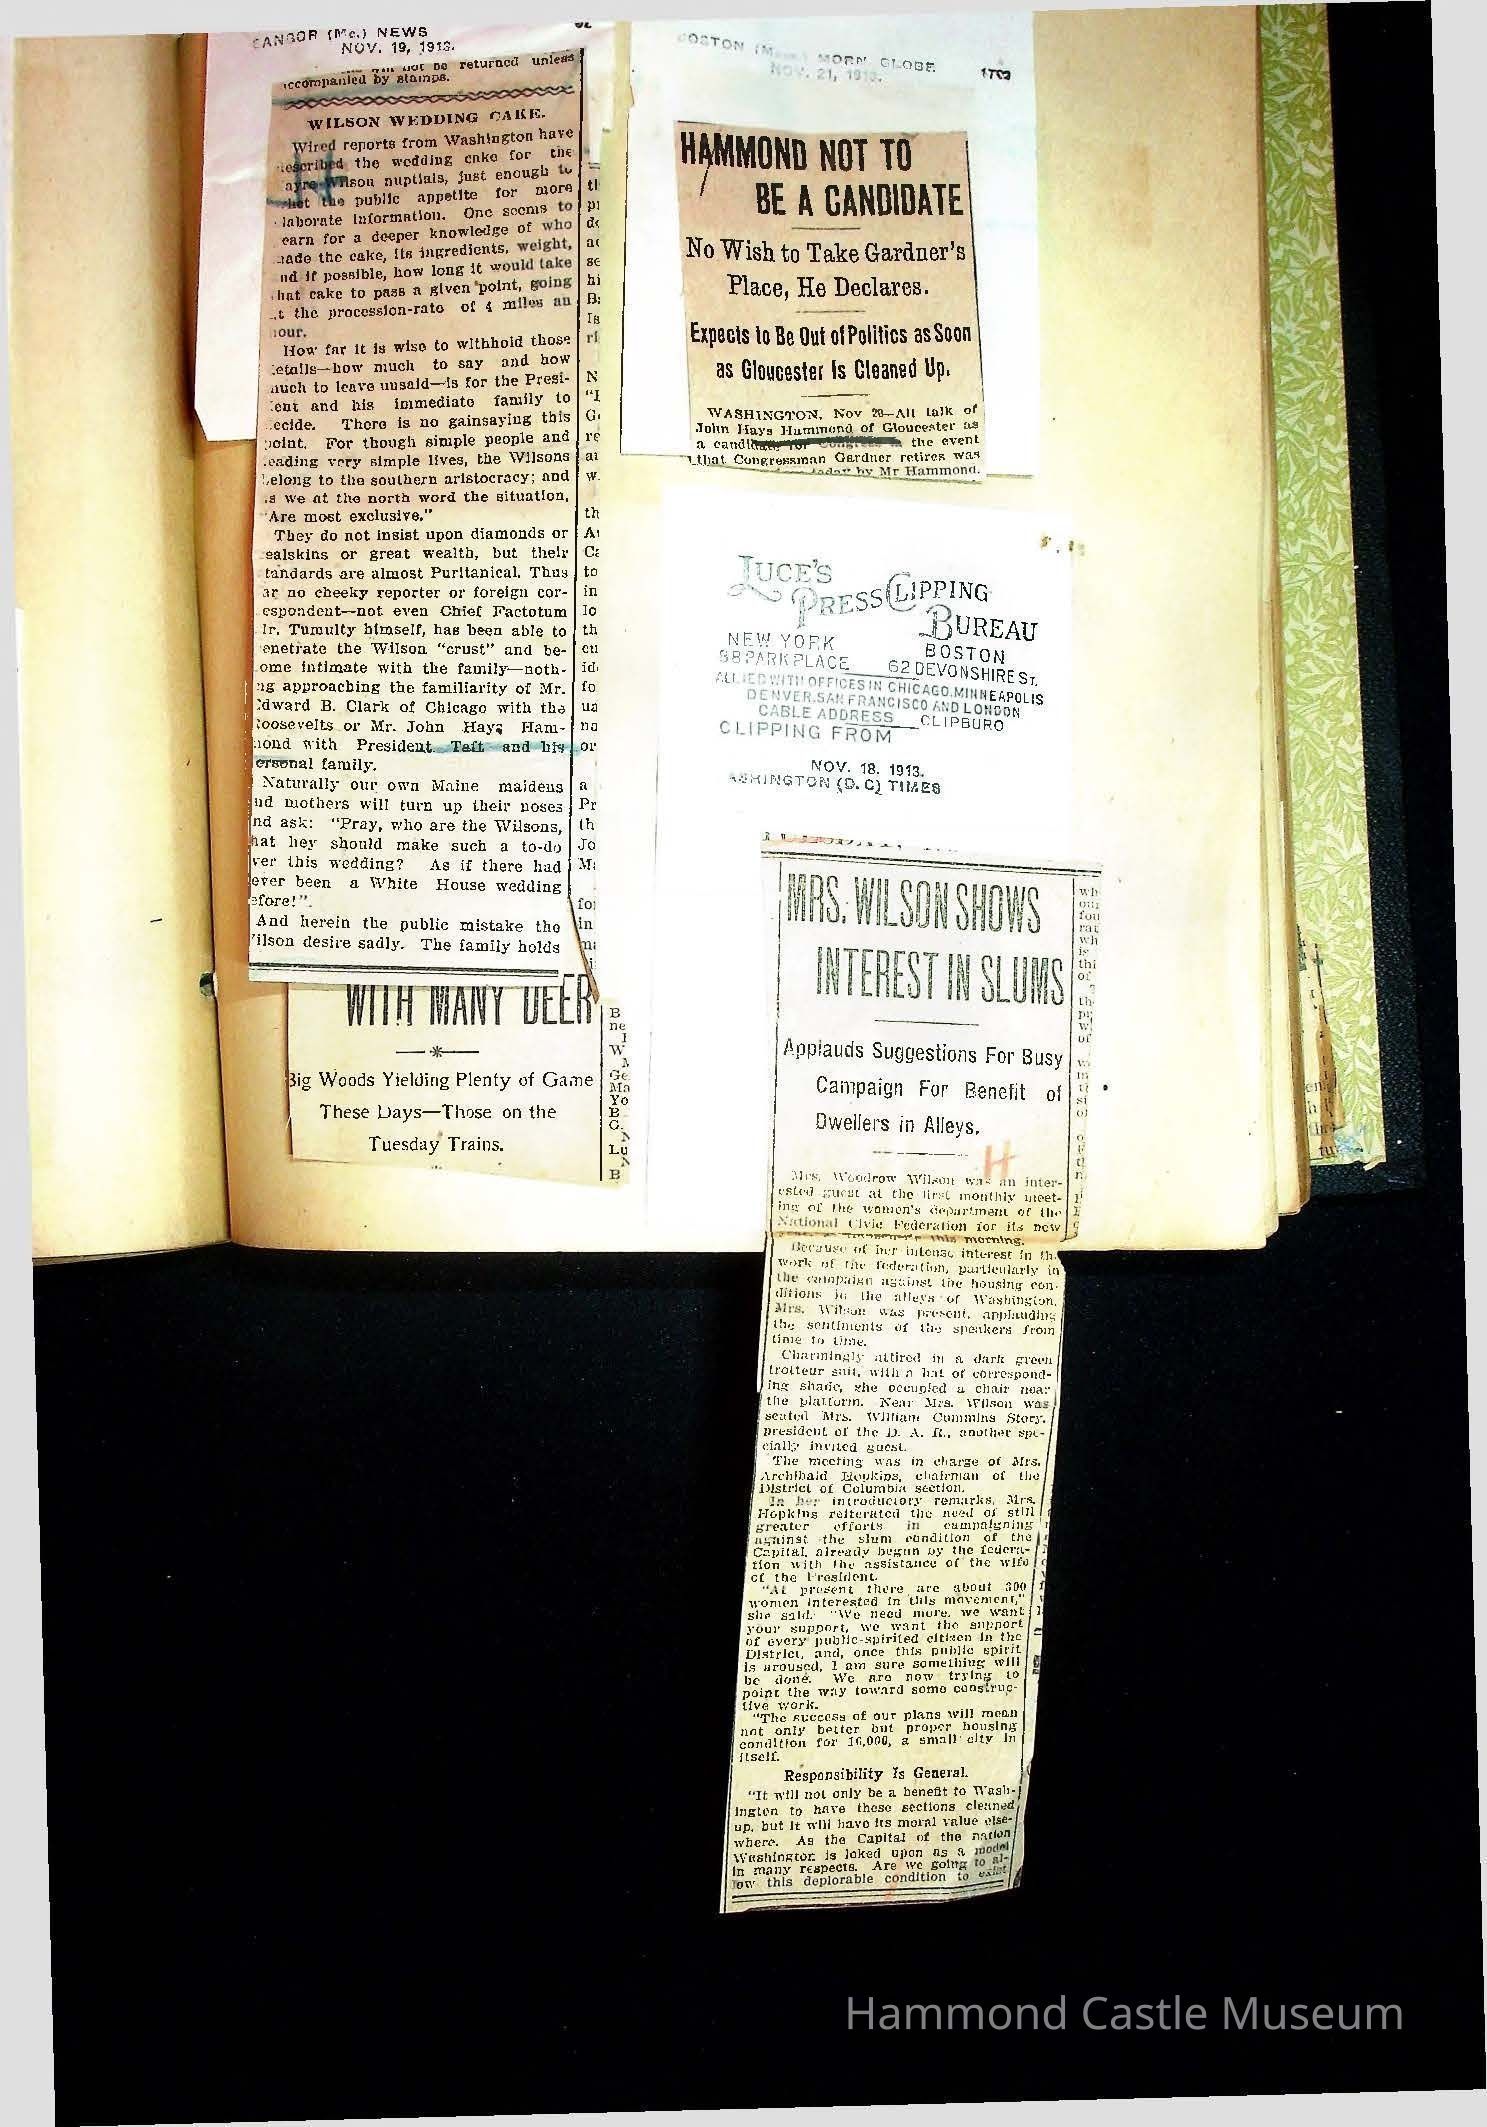 BANGOR (Me.) NEWS
NOV. 19, 1913.
not be returned unless
accompanied by stamps.
WILSON WEDDING CAKE.
Wired reports from Washington have
described the wedding cake for the
ayre-Wilson nuptials, just enough to
whet the public appetite for more
laborate information. One seems to
earn for a deeper knowledge of who
made the cake, its ingredients, weight,
nd if possible, how long it would take
that cake to pass a given point, going
at the procession-rate of 4 miles an
hour.
How far it is wise to withhold those
details—how much to say and how
much to leave unsaid—is for the Presi-
ent and his immediate family to
ecide. There is no gainsaying this
point. For though simple people and
leading very simple lives, the Wilsons
belong to the southern aristocracy; and
as we at the north word the situation,
"Are most exclusive."
They do not insist upon diamonds or
sealskins or great wealth, but their
standards are almost Puritanical. Thus
ar no cheeky reporter or foreign cor-
espondent—not even Chief Factotum
Mr. Tumulty himself, has been able to
penetrate the Wilson "crust" and be-
come intimate with the family—noth-
ng approaching the familiarity of Mr.
Edward B. Clark of Chicago with the
Roosevelts or Mr. John Hays Ham-
mond with President Taft and his
personal family.
Naturally our own Maine maidens
nd mothers will turn up their noses
nd ask: "Pray, who are the Wilsons,
hat hey should make such a to-do
ver this wedding? As if there had
ever been a White House wedding
efore!".
And herein the public mistake the
Wilson desire sadly. The family holds
WITH MANY DEER
Big Woods Yielding Plenty of Game
These Days—Those on the
Tuesday Trains.
BOSTON MORN GLOBE
NOV. 21, 1913.
HAMMOND NOT TO
BE A CANDIDATE
No Wish to Take Gardner's
Place, He Declares.
Expects to Be Out of Politics as Soon
as Gloucester Is Cleaned Up.
WASHINGTON, Nov 20—All talk of
John Hays Hammond of Gloucester as
a candidate for Congress in the event
that Congressman Gardner retires was
today by Mr Hammond.
LUCE'S
PRESS CLIPPING
BUREAU
NEW YORK
BOSTON
38 PARK PLACE
62 DEVONSHIRE ST.
ALLIED WITH OFFICES IN CHICAGO, MINNEAPOLIS
DENVER, SAN FRANCISCO AND LONDON
CABLE ADDRESS CLIPBURO
CLIPPING FROM
NOV. 18. 1913.
WASHINGTON (D. C.) TIMES
MRS. WILSON SHOWS
INTEREST IN SLUMS
Applauds Suggestions For Busy
Campaign For Benefit of
Dwellers in Alleys.
H
Mrs. Woodrow Wilson was an inter-
ested guest at the first monthly meet-
ing of the women's department of the
National Civic Federation for its new
this morning.
Because of her intense interest in the
work of the federation, particularly in
the campaign against the housing con-
ditions in the alleys of Washington,
Mrs. Wilson was present, applauding
the sentiments of the speakers from
time to time.
Charmingly attired in a dark green
trotteur suit, with a hat of correspond-
ing shade, she occupied a chair near
the platform. Near Mrs. Wilson was
seated Mrs. William Cummins Story,
president of the D. A. R., another spe-
cially invited guest.
The meeting was in charge of Mrs.
Archibald Hopkins, chairman of the
District of Columbia section.
In her introductory remarks, Mrs.
Hopkins reiterated the need of still
greater efforts in campaigning
against the slum condition of the
Capital, already begun by the federa-
tion with the assistance of the wife
of the President.
"At present there are about 300
women interested in this movement,"
she said. "We need more, we want
your support, we want the support
of every public-spirited citizen in the
District, and, once this public spirit
is aroused, I am sure something will
be done. We are now trying to
point the way toward some construc-
tive work.
"The success of our plans will mean
not only better but proper housing
condition for 16,000, a small city in
itself.
Responsibility Is General.
"It will not only be a benefit to Wash-
ington to have these sections cleaned
up, but it will have its moral value else-
where. As the Capital of the nation
Washington is loked upon as a model
in many respects. Are we going to al-
low this deplorable condition to exist
Hammond Castle Museum